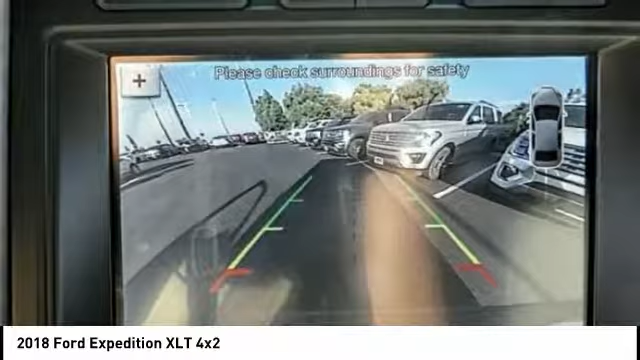 Please check surroundings for safety
+
2018 Ford Expedition XLT 4x2